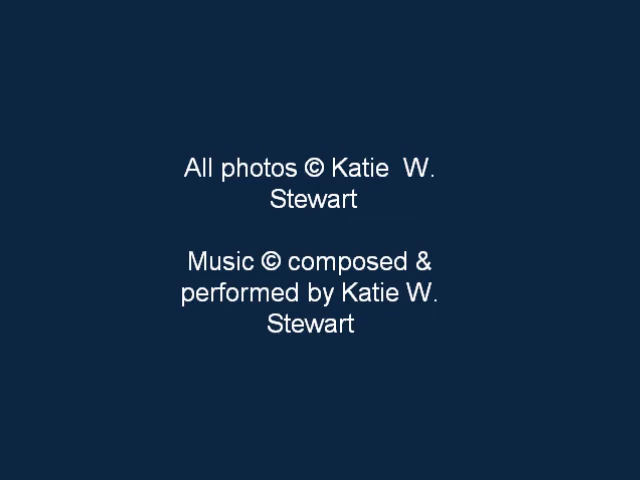 All photos © Katie  W.
Stewart
Music © composed &
performed by Katie W.
Stewart